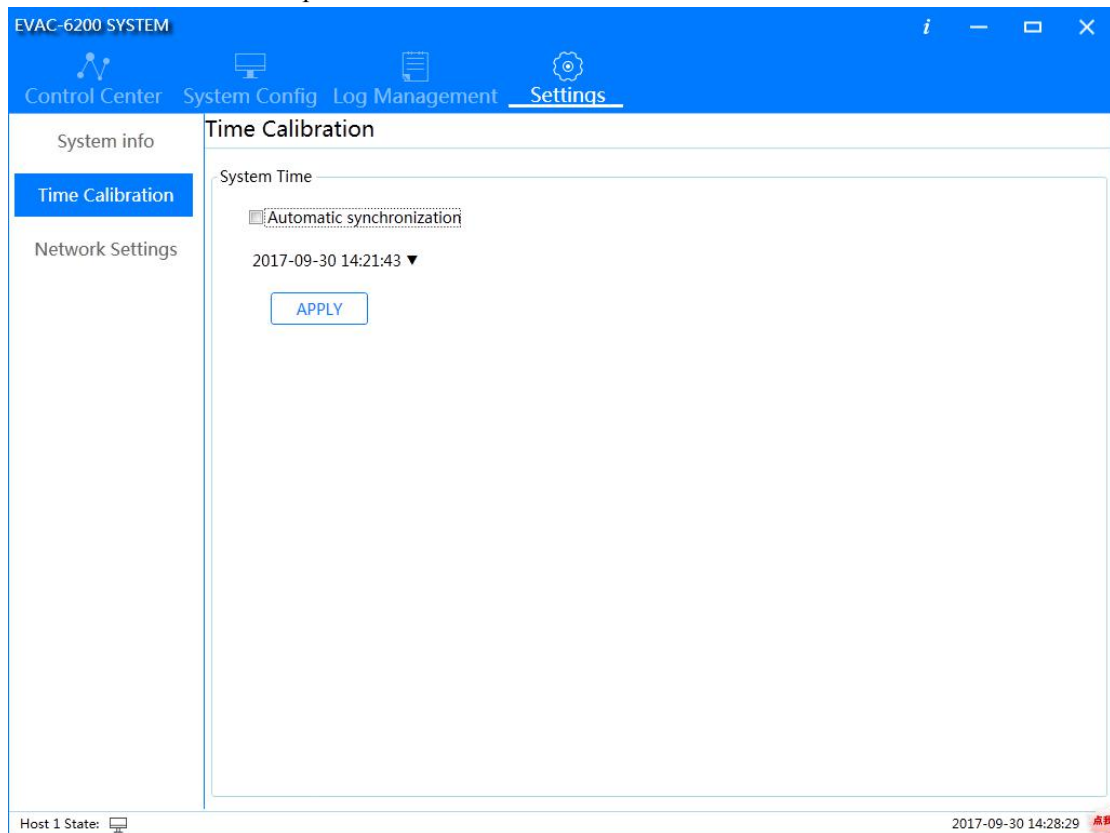 EVAC-6200 SYSTEM
i
Control Center System Config Log Management Settings
System info
Time Calibration
Network Settings
Time Calibration
System Time
Automatic synchronization
2017-09-30 14:21:43
APPLY
Host 1 State:
2017-09-30 14:28:29